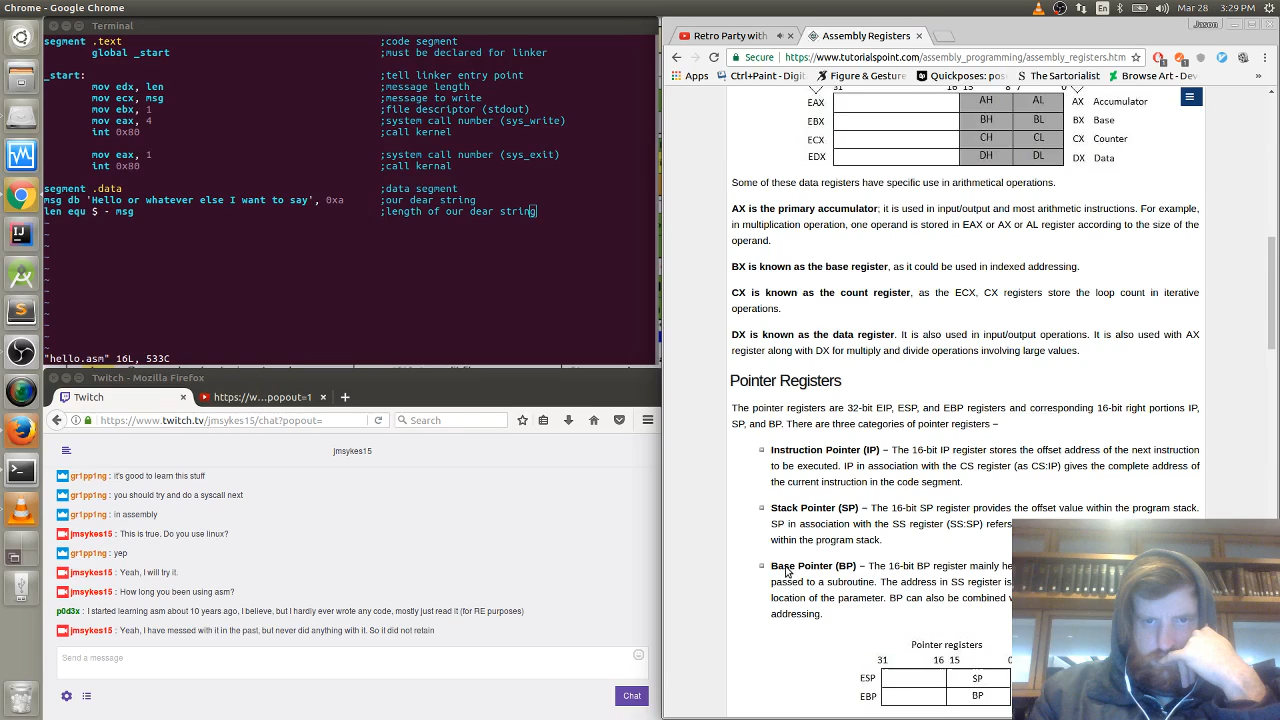 Chrome - Google Chrome
En
Mar 28
3:29 PM
Terminal
segment .text ;code segment
global _start ;must be declared for linker
_start: ;tell linker entry point
mov edx, len ;message length
mov ecx, msg ;message to write
mov ebx, 1 ;file descriptor (stdout)
mov eax, 4 ;system call number (sys_write)
int 0x80 ;call kernal
mov eax, 1 ;system call number (sys_exit)
int 0x80 ;call kernal
segment .data ;data segment
msg db 'Hello or whatever else I want to say', 0xa ;our dear string
len equ $ - msg ;length of our dear string
~
~
~
~
~
~
~
~
~
~
~
~
"hello.asm" 16L, 533C
Twitch - Mozilla Firefox
Twitch
https://w...popout=1
https://www.twitch.tv/jmsykes15/chat?popout=
Search
jmsykes15
gr1pp1ng : it's good to learn this stuff
gr1pp1ng : you should try and do a syscall next
gr1pp1ng : in assembly
jmsykes15 : This is true. Do you use linux?
gr1pp1ng : yep
jmsykes15 : Yeah, I will try it.
jmsykes15 : How long you been using asm?
p0d3x : I started learning asm about 10 years ago, I believe, but I hardly ever wrote any code, mostly just read it (for RE purposes)
jmsykes15 : Yeah, I have messed with it in the past, but never did anything with it. So it did not retain
Send a message
Chat
Jason
Retro Party with
Assembly Registers
Secure
https://www.tutorialspoint.com/assembly_programming/assembly_registers.htm
Apps
Ctrl+Paint - Digit
Figure & Gesture
Quickposes: pos
The Sartorialist
Browse Art - Dev
31 16 15 8 7 0
EAX AH AL AX Accumulator
EBX BH BL BX Base
ECX CH CL CX Counter
EDX DH DL DX Data
Some of these data registers have specific use in arithmetical operations.
AX is the primary accumulator; it is used in input/output and most arithmetic instructions. For example,
in multiplication operation, one operand is stored in EAX or AX or AL register according to the size of the
operand.
BX is known as the base register, as it could be used in indexed addressing.
CX is known as the count register, as the ECX, CX registers store the loop count in iterative
operations.
DX is known as the data register. It is also used in input/output operations. It is also used with AX
register along with DX for multiply and divide operations involving large values.
Pointer Registers
The pointer registers are 32-bit EIP, ESP, and EBP registers and corresponding 16-bit right portions IP,
SP, and BP. There are three categories of pointer registers −
Instruction Pointer (IP) − The 16-bit IP register stores the offset address of the next instruction
to be executed. IP in association with the CS register (as CS:IP) gives the complete address of
the current instruction in the code segment.
Stack Pointer (SP) − The 16-bit SP register provides the offset value within the program stack.
SP in association with the SS register (SS:SP) refers
within the program stack.
Base Pointer (BP) − The 16-bit BP register mainly he
passed to a subroutine. The address in SS register is
location of the parameter. BP can also be combined
addressing.
Pointer registers
31 16 15 0
ESP SP
EBP BP